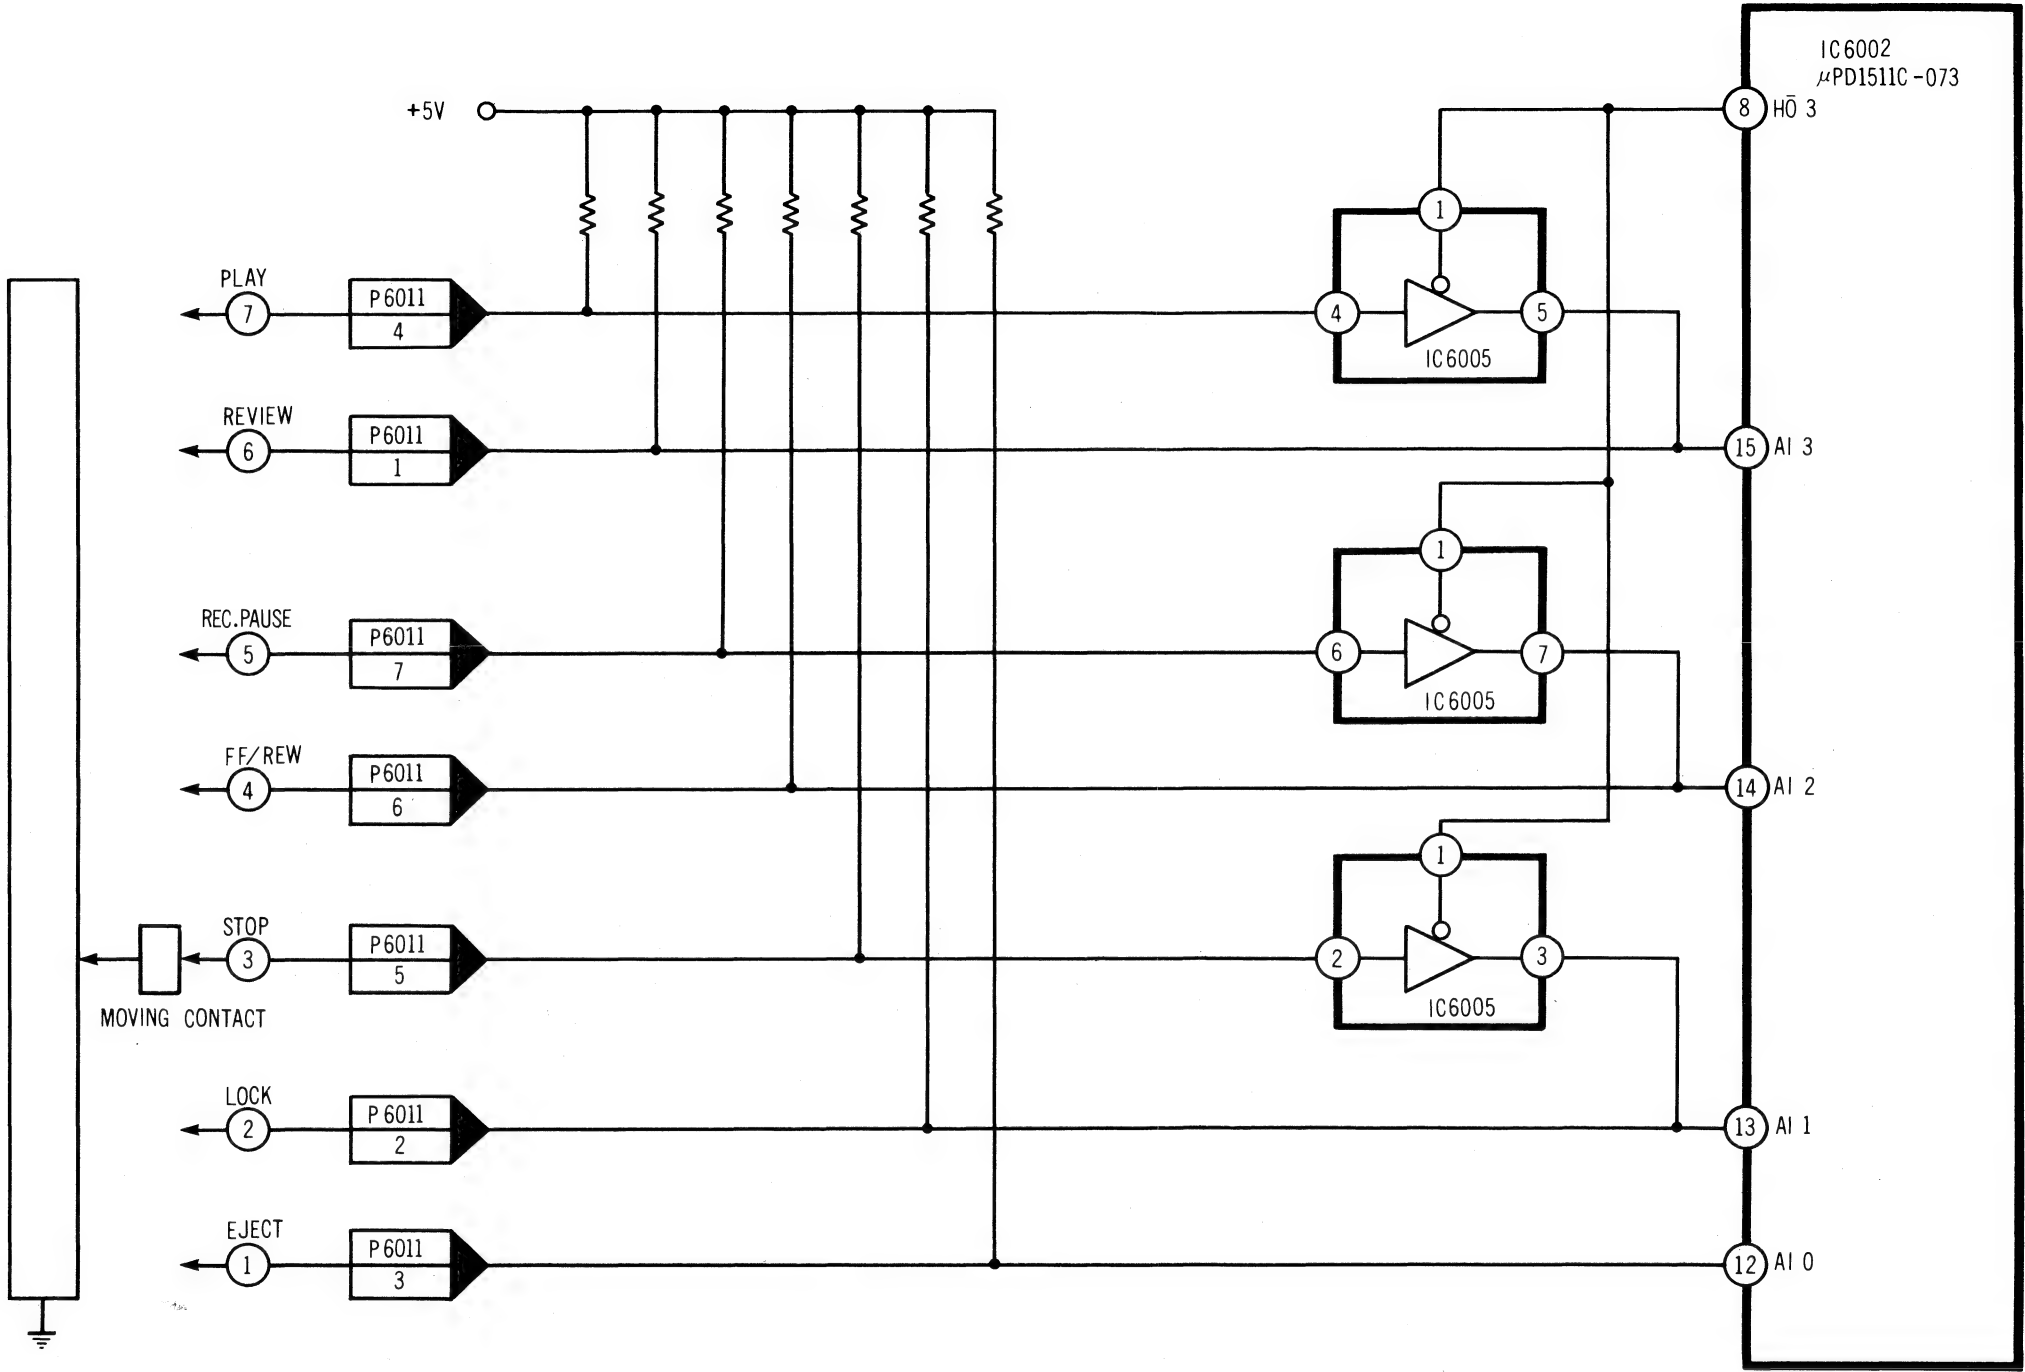 IC6002
μPD1511C-073
+5V
8 HŌ 3
1
PLAY
7
P6011
4
4
5
IC6005
REVIEW
6
P6011
1
15 AI 3
1
REC.PAUSE
5
P6011
7
6
7
IC6005
FF/REW
4
P6011
6
14 AI 2
1
STOP
3
P6011
5
2
3
IC6005
MOVING CONTACT
LOCK
2
P6011
2
13 AI 1
EJECT
1
P6011
3
12 AI 0